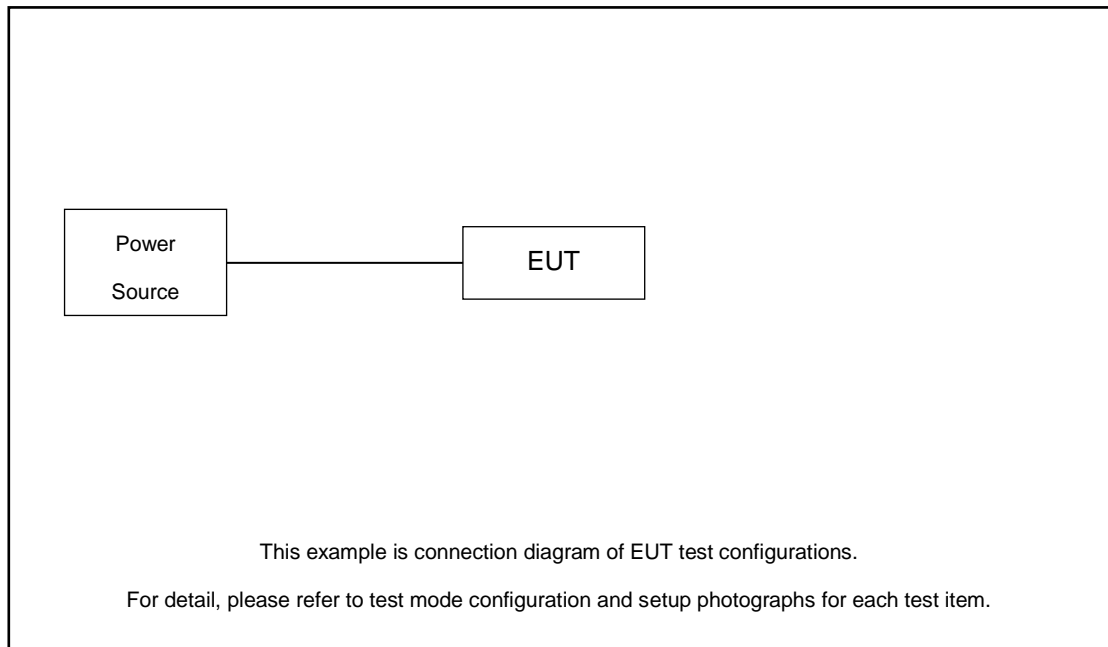 Power
Source
EUT
This example is connection diagram of EUT test configurations.
For detail, please refer to test mode configuration and setup photographs for each test item.